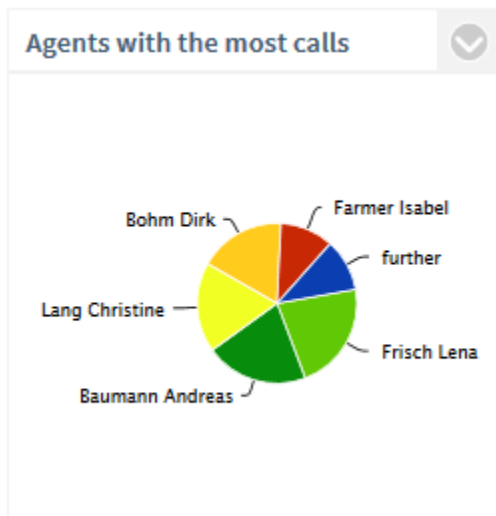 Agents with the most calls
Farmer Isabel
Bohm Dirk
further
Lang Christine
Frisch Lena
Baumann Andreas